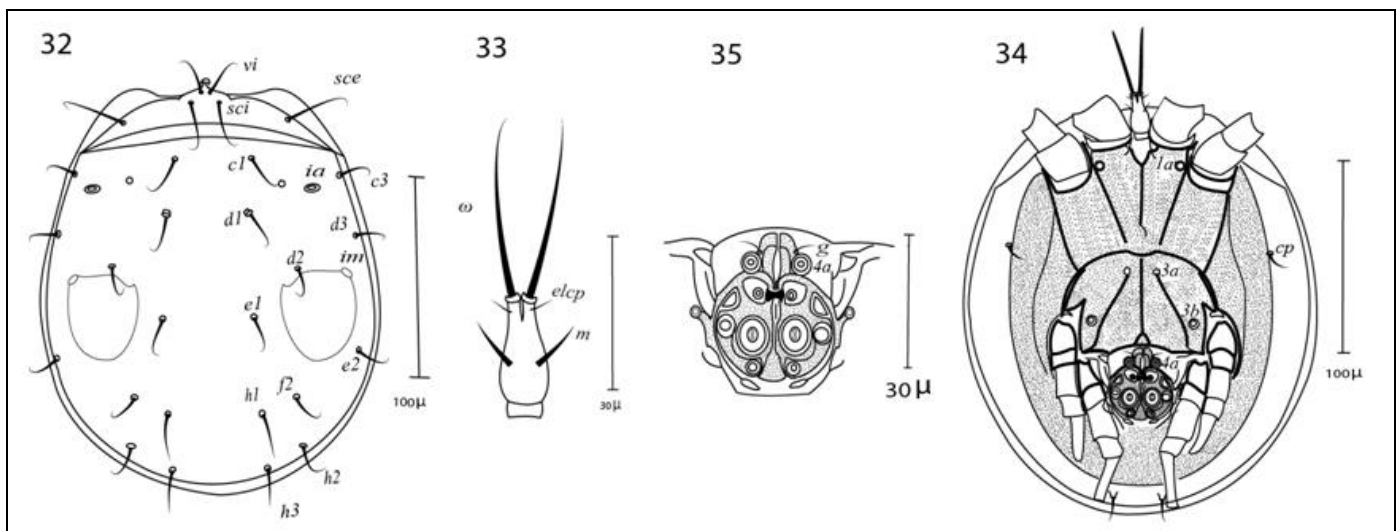 32
vi
sce
sci
c1
ia
c3
d1
d3
d2
im
e1
e2
f2
h1
h2
h3
100µ
33
ω
elcp
m
30µ
35
g
4a
30 µ
34
1a
cp
3a
3b
4a
100µ